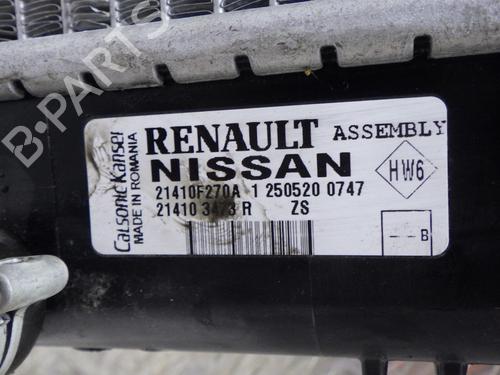 B-PARTS
RENAULT ASSEMBLY
NISSAN
21410F270A 1 250520 0747
21410 3473 R ZS
Calsonic Kansei
MADE IN ROMANIA
HW6
---B